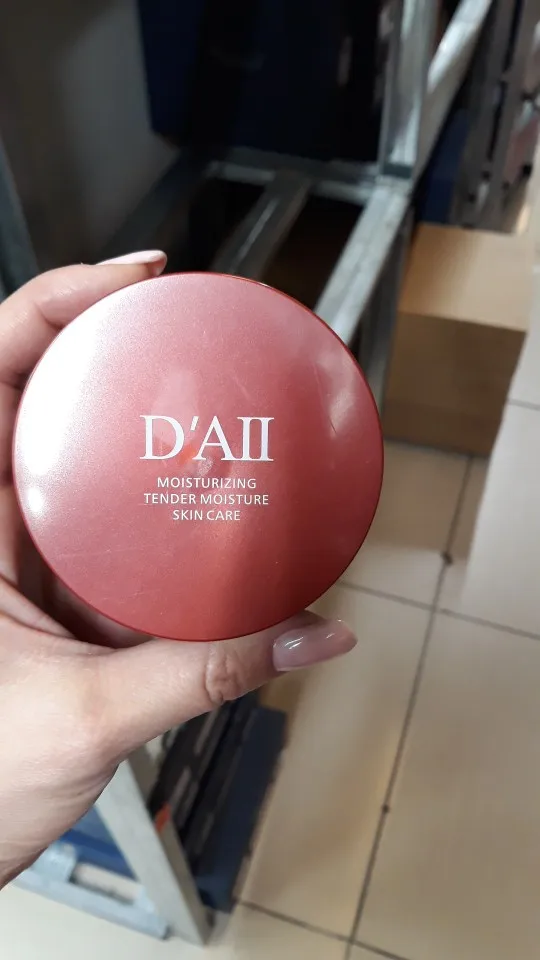 D'AII
MOISTURIZING
TENDER MOISTURE
SKIN CARE